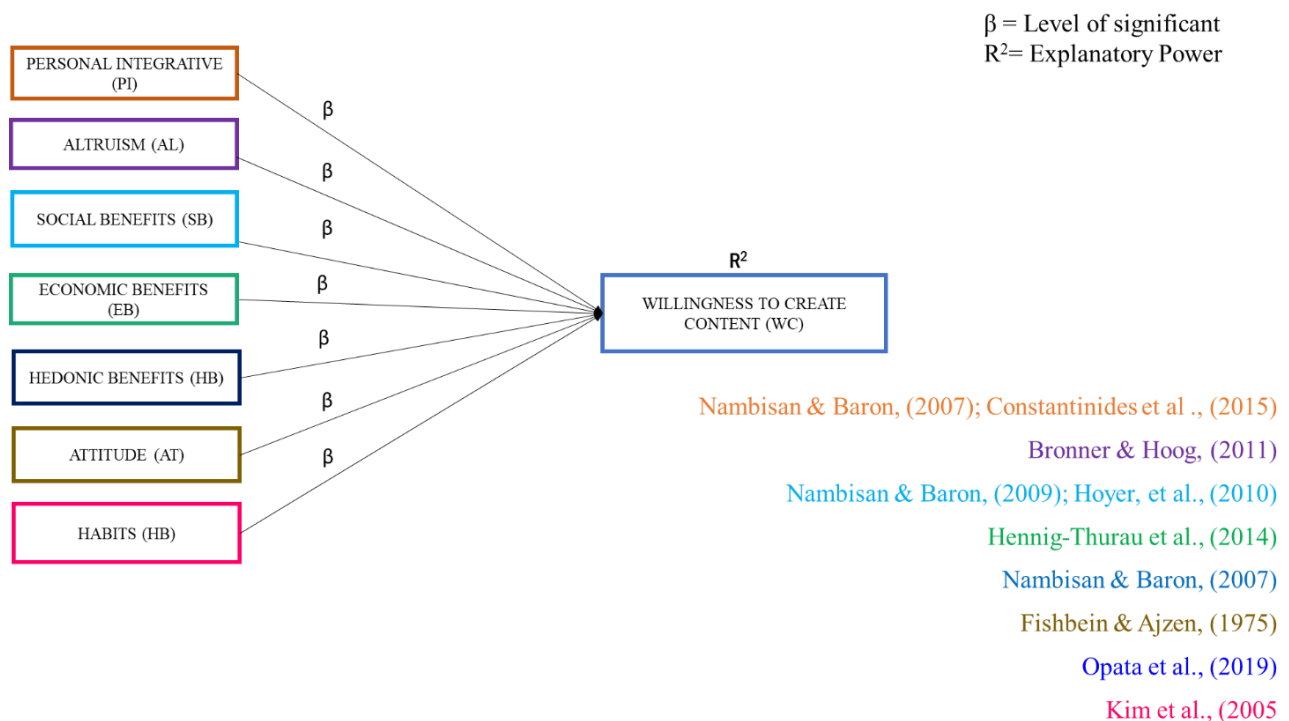 β = Level of significant
R²= Explanatory Power
PERSONAL INTEGRATIVE
(PI)
β
ALTRUISM (AL)
β
SOCIAL BENEFITS (SB)
β
R²
ECONOMIC BENEFITS
(EB)
β
WILLINGNESS TO CREATE
CONTENT (WC)
β
HEDONIC BENEFITS (HB)
β
ATTITUDE (AT)
β
HABITS (HB)
Nambisan & Baron, (2007); Constantinides et al ., (2015)
Bronner & Hoog, (2011)
Nambisan & Baron, (2009); Hoyer, et al., (2010)
Hennig-Thurau et al., (2014)
Nambisan & Baron, (2007)
Fishbein & Ajzen, (1975)
Opata et al., (2019)
Kim et al., (2005